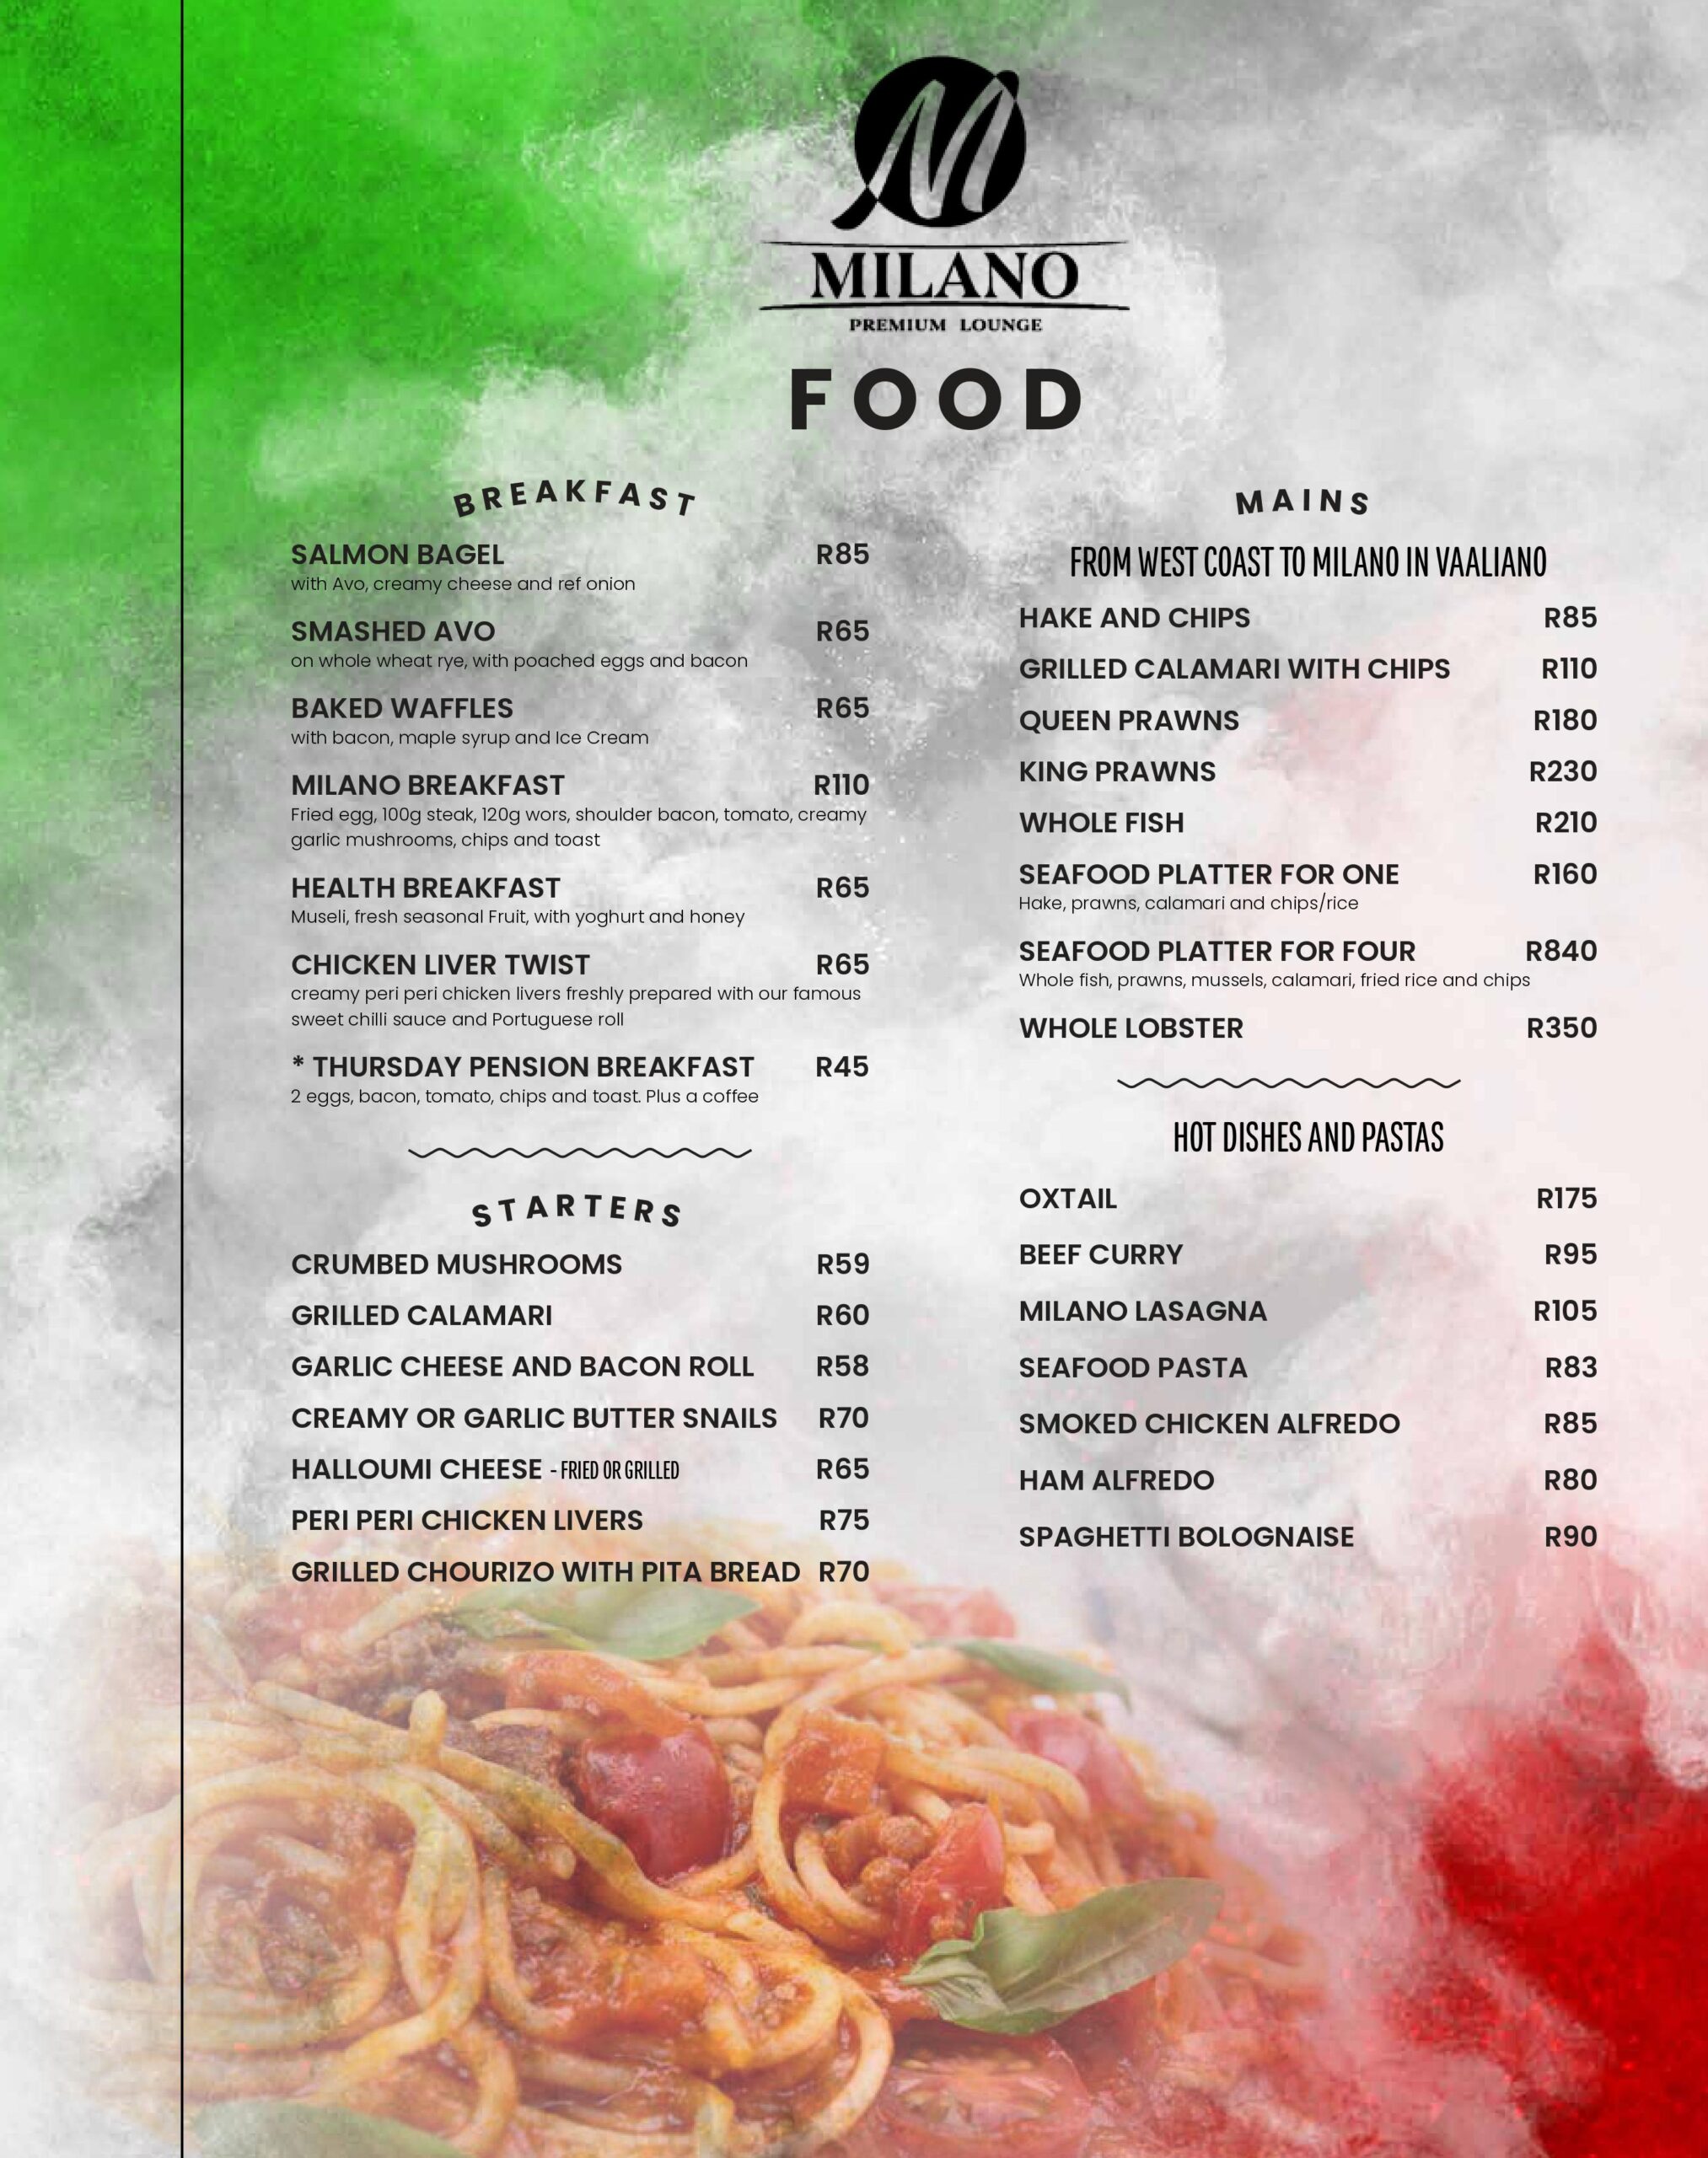 M
MILANO
PREMIUM LOUNGE
FOOD
BREAKFAST
SALMON BAGEL R85
with Avo, creamy cheese and ref onion
SMASHED AVO R65
on whole wheat rye, with poached eggs and bacon
BAKED WAFFLES R65
with bacon, maple syrup and Ice Cream
MILANO BREAKFAST R110
Fried egg, 100g steak, 120g wors, shoulder bacon, tomato, creamy
garlic mushrooms, chips and toast
HEALTH BREAKFAST R65
Museli, fresh seasonal Fruit, with yoghurt and honey
CHICKEN LIVER TWIST R65
creamy peri peri chicken livers freshly prepared with our famous
sweet chilli sauce and Portuguese roll
* THURSDAY PENSION BREAKFAST R45
2 eggs, bacon, tomato, chips and toast. Plus a coffee
STARTERS
CRUMBED MUSHROOMS R59
GRILLED CALAMARI R60
GARLIC CHEESE AND BACON ROLL R58
CREAMY OR GARLIC BUTTER SNAILS R70
HALLOUMI CHEESE - FRIED OR GRILLED R65
PERI PERI CHICKEN LIVERS R75
GRILLED CHOURIZO WITH PITA BREAD R70
MAINS
FROM WEST COAST TO MILANO IN VAALIANO
HAKE AND CHIPS R85
GRILLED CALAMARI WITH CHIPS R110
QUEEN PRAWNS R180
KING PRAWNS R230
WHOLE FISH R210
SEAFOOD PLATTER FOR ONE R160
Hake, prawns, calamari and chips/rice
SEAFOOD PLATTER FOR FOUR R840
Whole fish, prawns, mussels, calamari, fried rice and chips
WHOLE LOBSTER R350
HOT DISHES AND PASTAS
OXTAIL R175
BEEF CURRY R95
MILANO LASAGNA R105
SEAFOOD PASTA R83
SMOKED CHICKEN ALFREDO R85
HAM ALFREDO R80
SPAGHETTI BOLOGNAISE R90